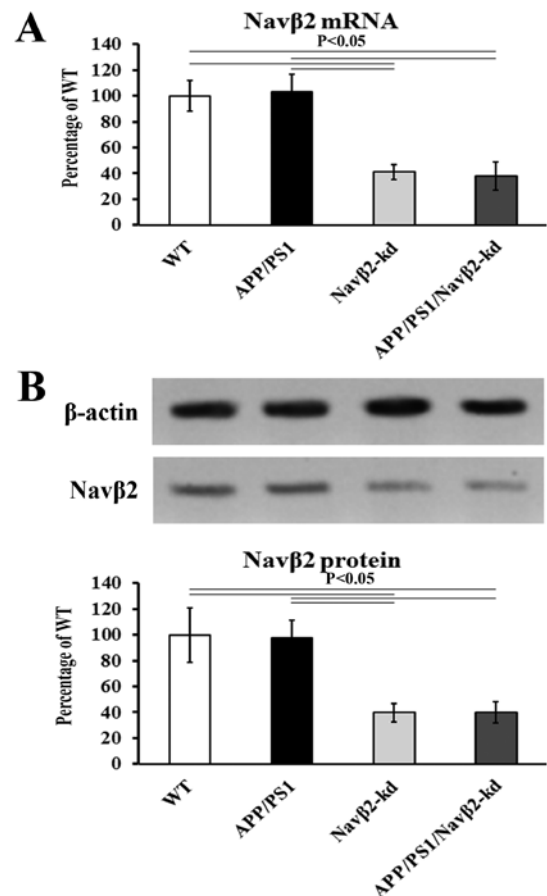 A
Navβ2 mRNA
P<0.05
Percentage of WT
140
120
100
80
60
40
20
0
WT
APP/PS1
Navβ2-kd
APP/PS1/Navβ2-kd
B
β-actin
Navβ2
Navβ2 protein
P<0.05
Percentage of WT
140
120
100
80
60
40
20
0
WT
APP/PS1
Navβ2-kd
APP/PS1/Navβ2-kd